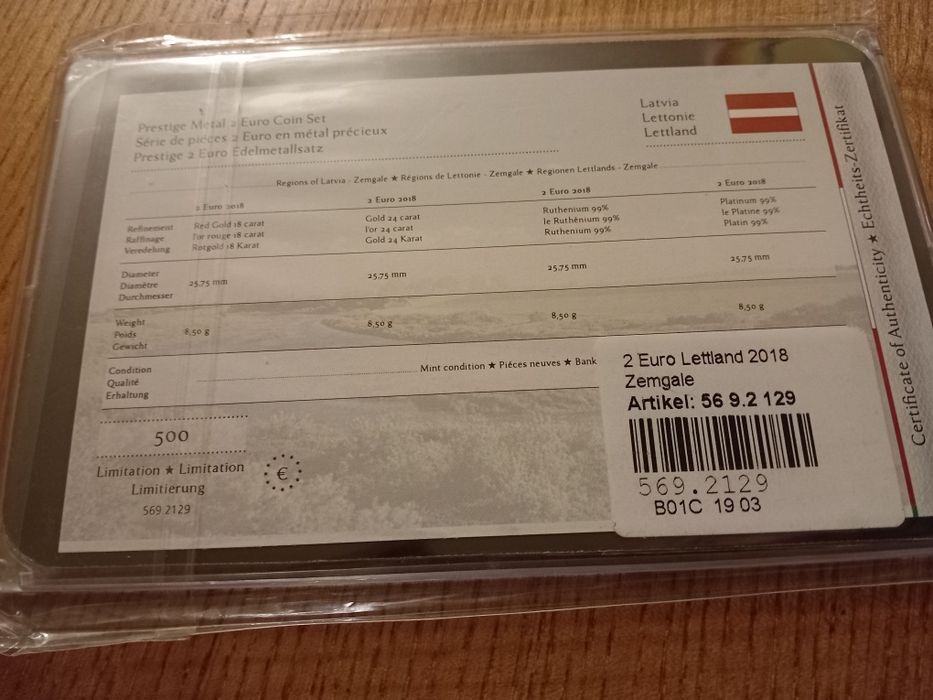 Prestige Metal 2 Euro Coin Set
Série de pièces 2 Euro en métal précieux
Prestige 2 Euro Edelmetallsatz
Latvia
Lettonie
Lettland
Regions of Latvia - Zemgale ★ Régions de Lettonie - Zemgale ★ Regionen Lettlands - Zemgale
2 Euro 2018 2 Euro 2018 2 Euro 2018 2 Euro 2018
Refinement Red Gold 18 carat Gold 24 carat Ruthenium 99% Platinum 99%
Raffinage l'or rouge 18 carat l'or 24 carat le Ruthénium 99% le Platine 99%
Veredelung Rotgold 18 Karat Gold 24 Karat Ruthenium 99% Platin 99%
Diameter
Diamètre 25,75 mm 25,75 mm 25,75 mm 25,75 mm
Durchmesser
Weight
Poids 8,50 g 8,50 g 8,50 g 8,50 g
Gewicht
Condition Mint condition ★ Piéces neuves ★ Bank
Qualité
Erhaltung
500
Limitation ★ Limitation
Limitierung
569.2129
€
2 Euro Lettland 2018
Zemgale
Artikel: 56 9.2 129
569.2129
B01C 19 03
Certificate of Authenticity ★ Echtheits-Zertifikat